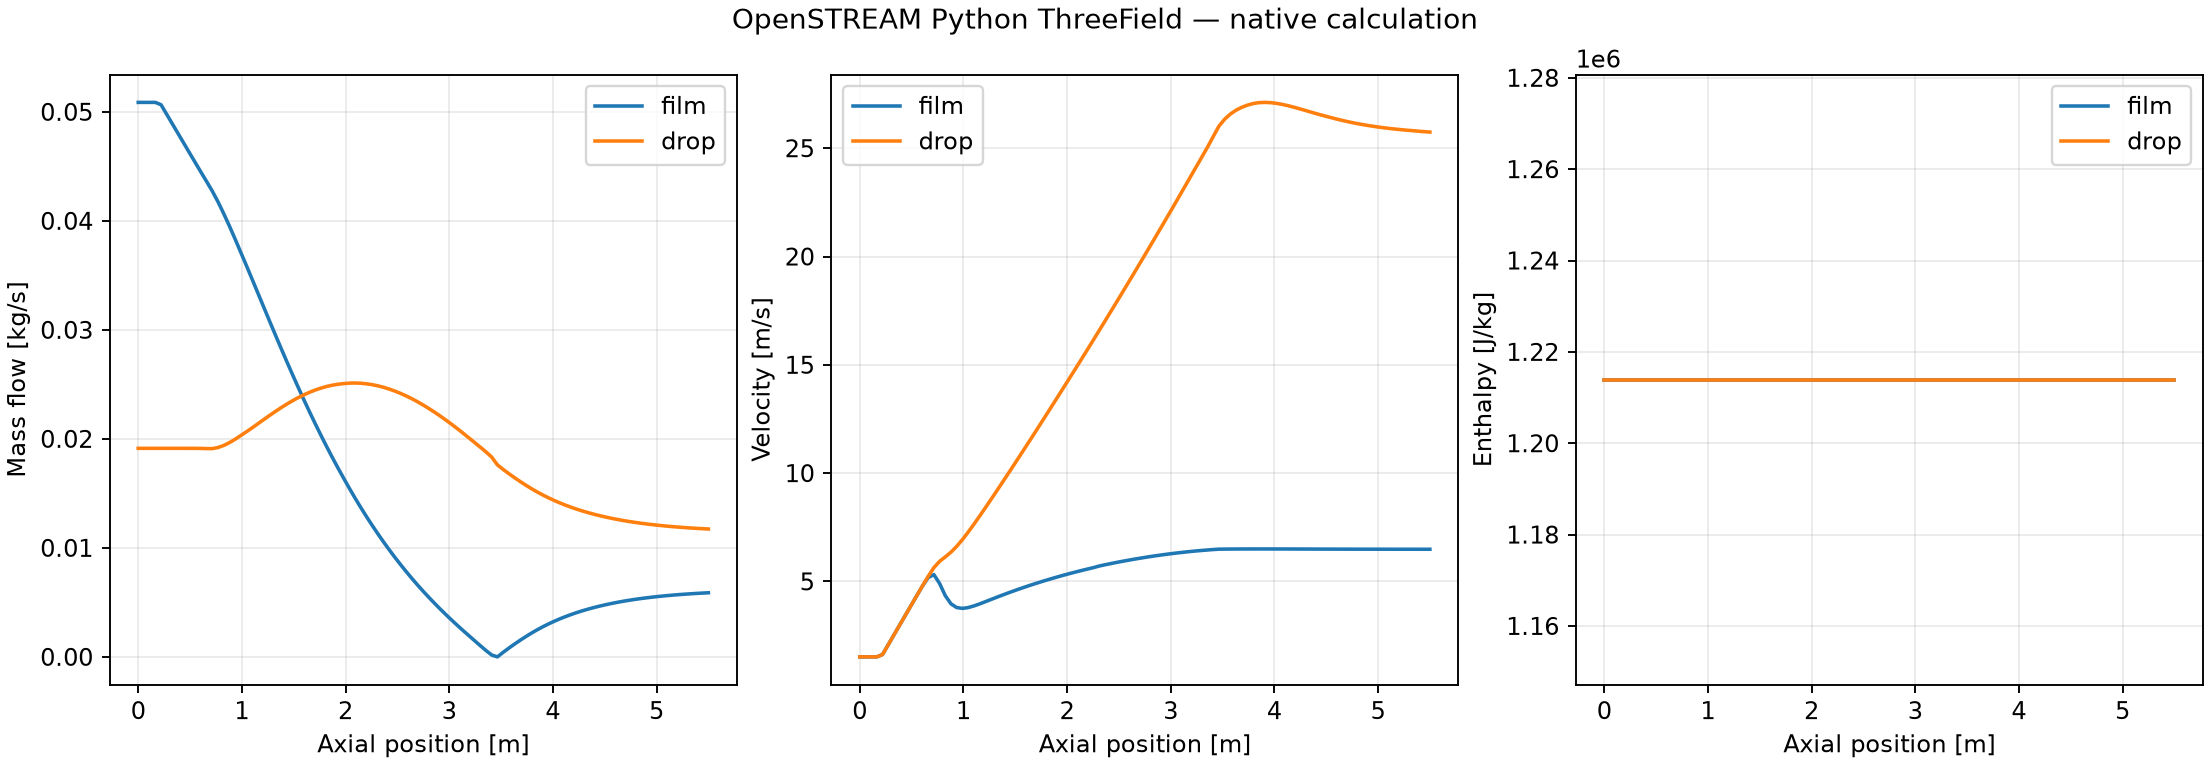 OpenSTREAM Python ThreeField — native calculation
Mass flow [kg/s]
0.05
0.04
0.03
0.02
0.01
0.00
film
drop
0 1 2 3 4 5
Axial position [m]
Velocity [m/s]
25
20
15
10
5
film
drop
0 1 2 3 4 5
Axial position [m]
1e6
Enthalpy [J/kg]
1.28
1.26
1.24
1.22
1.20
1.18
1.16
film
drop
0 1 2 3 4 5
Axial position [m]